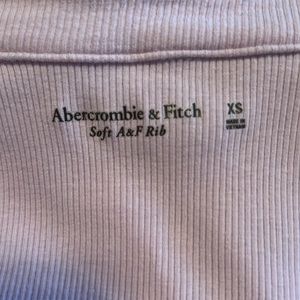 Abercrombie & Fitch XS
Soft A&F Rib
MADE IN
VIETNAM